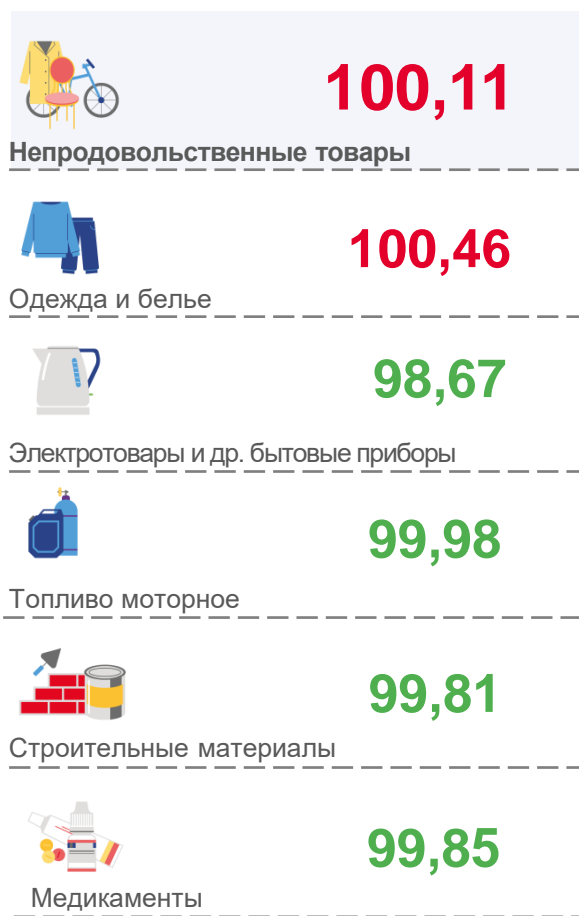 100,11
Непродовольственные товары
100,46
Одежда и белье
98,67
Электротовары и др. бытовые приборы
99,98
Топливо моторное
99,81
Строительные материалы
99,85
Медикаменты